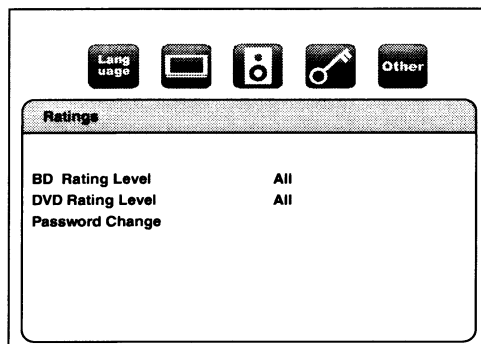 Lang
uage
Other
Ratings
BD Rating Level All
DVD Rating Level All
Password Change